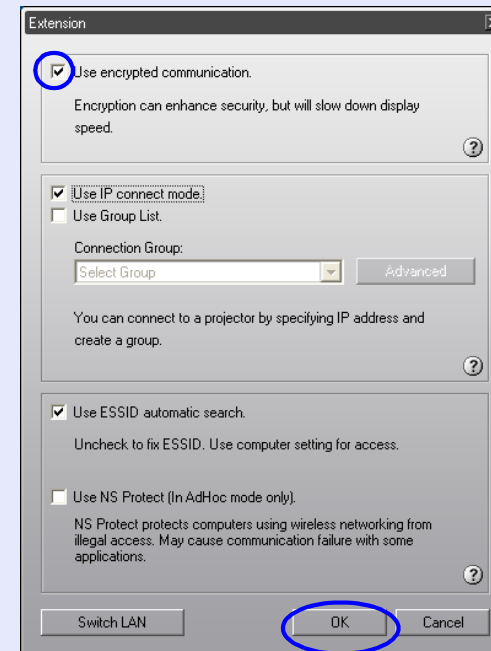 Extension
Use encrypted communication.
Encryption can enhance security, but will slow down display
speed.
?
Use IP connect mode.
Use Group List.
Connection Group:
Select Group
Advanced
You can connect to a projector by specifying IP address and
create a group.
?
Use ESSID automatic search.
Uncheck to fix ESSID. Use computer setting for access.
Use NS Protect (In AdHoc mode only).
NS Protect protects computers using wireless networking from
illegal access. May cause communication failure with some
applications.
?
Switch LAN
OK
Cancel